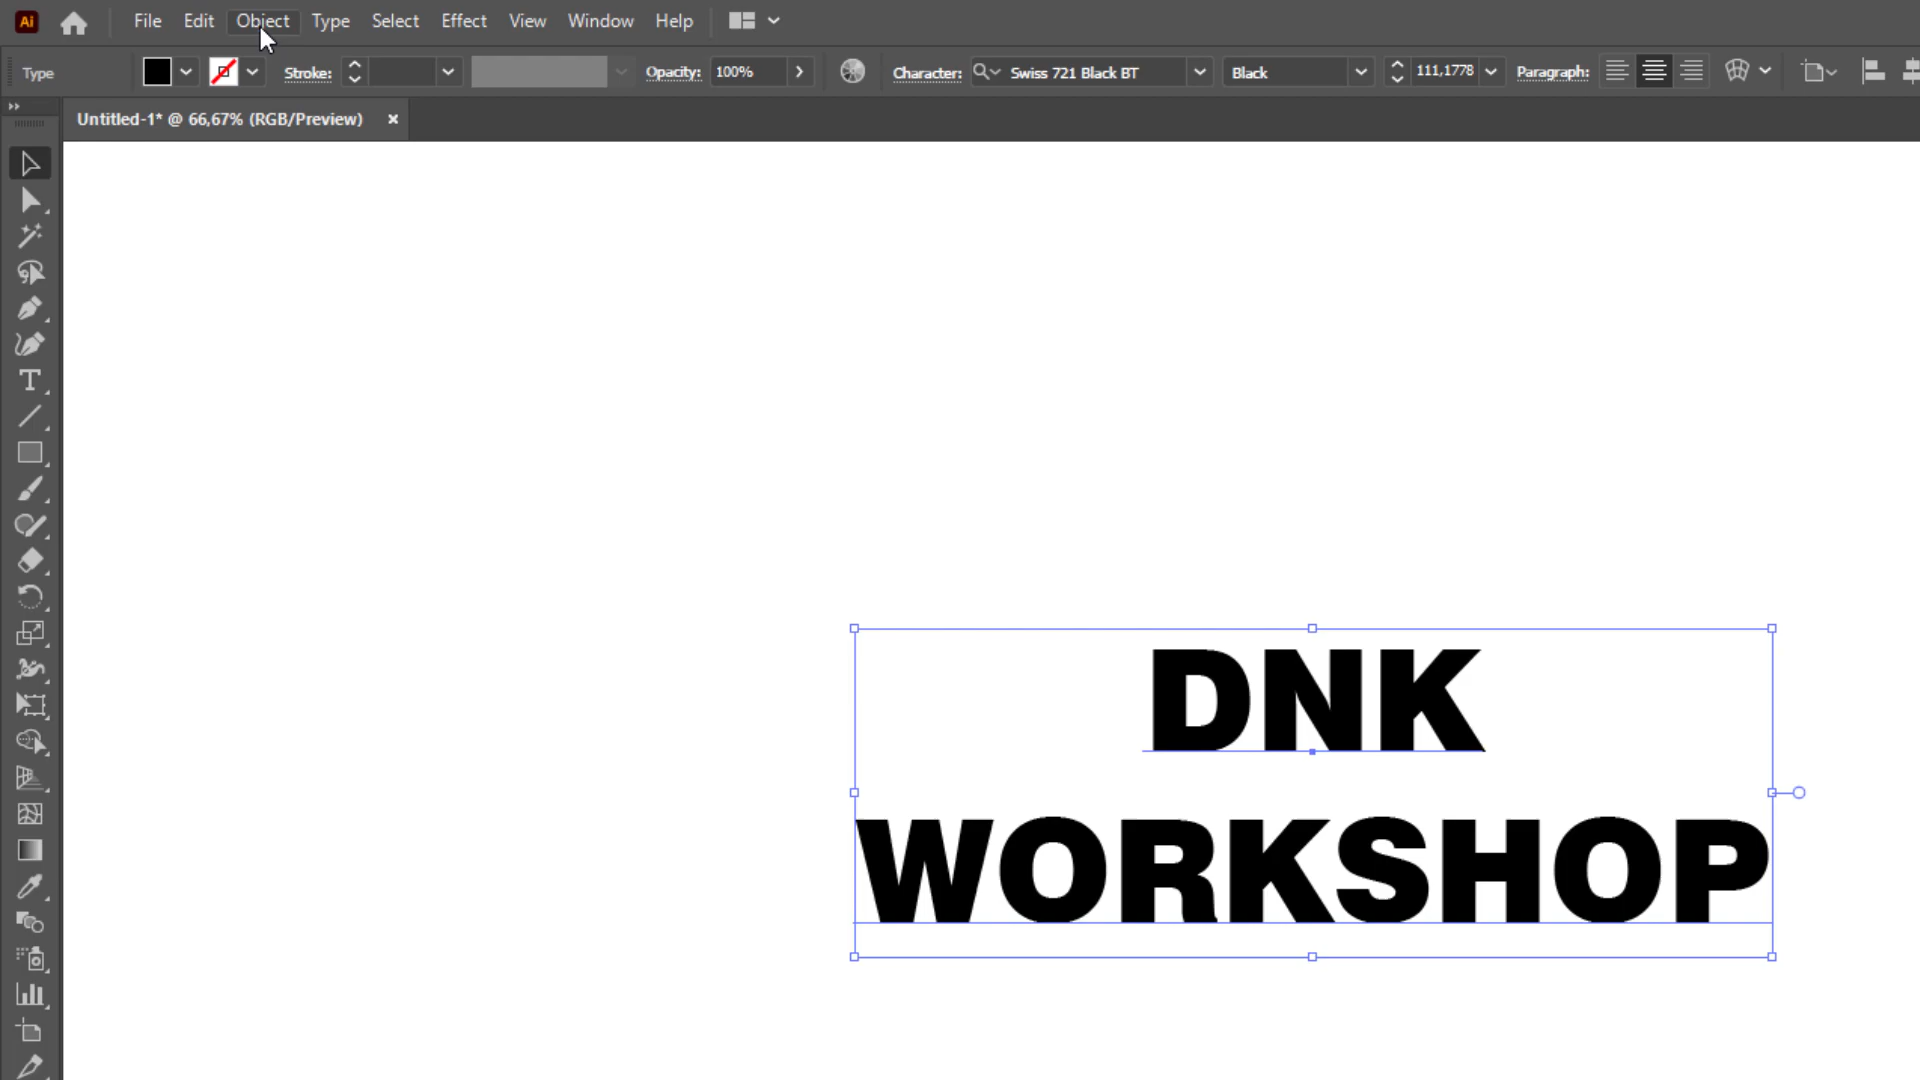 Ai File Edit Object Type Select Effect View Window Help
Type Stroke: Opacity: 100% Character: Swiss 721 Black BT Black 111,1778 Paragraph:
Untitled-1* @ 66,67% (RGB/Preview)
DNK
WORKSHOP